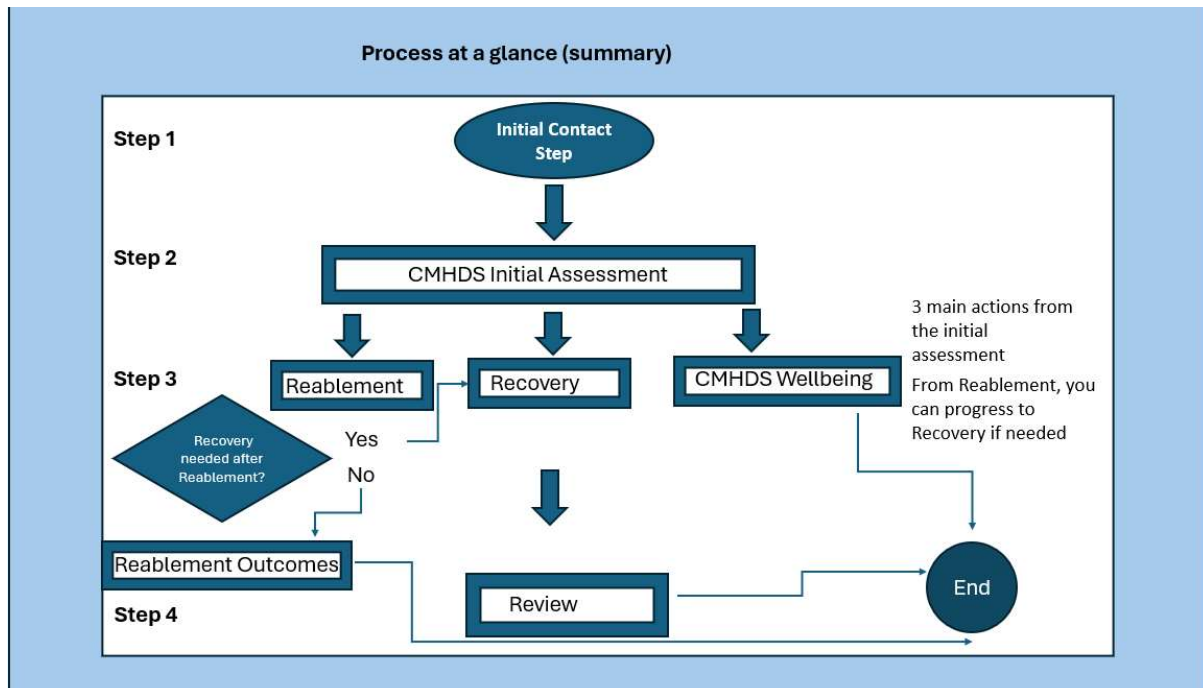 Process at a glance (summary)
Step 1
Initial Contact
Step
Step 2
CMHDS Initial Assessment
3 main actions from
the initial
assessment
From Reablement, you
can progress to
Recovery if needed
Step 3
Reablement
Recovery
CMHDS Wellbeing
Recovery
needed after
Reablement?
Yes
No
Reablement Outcomes
Review
End
Step 4